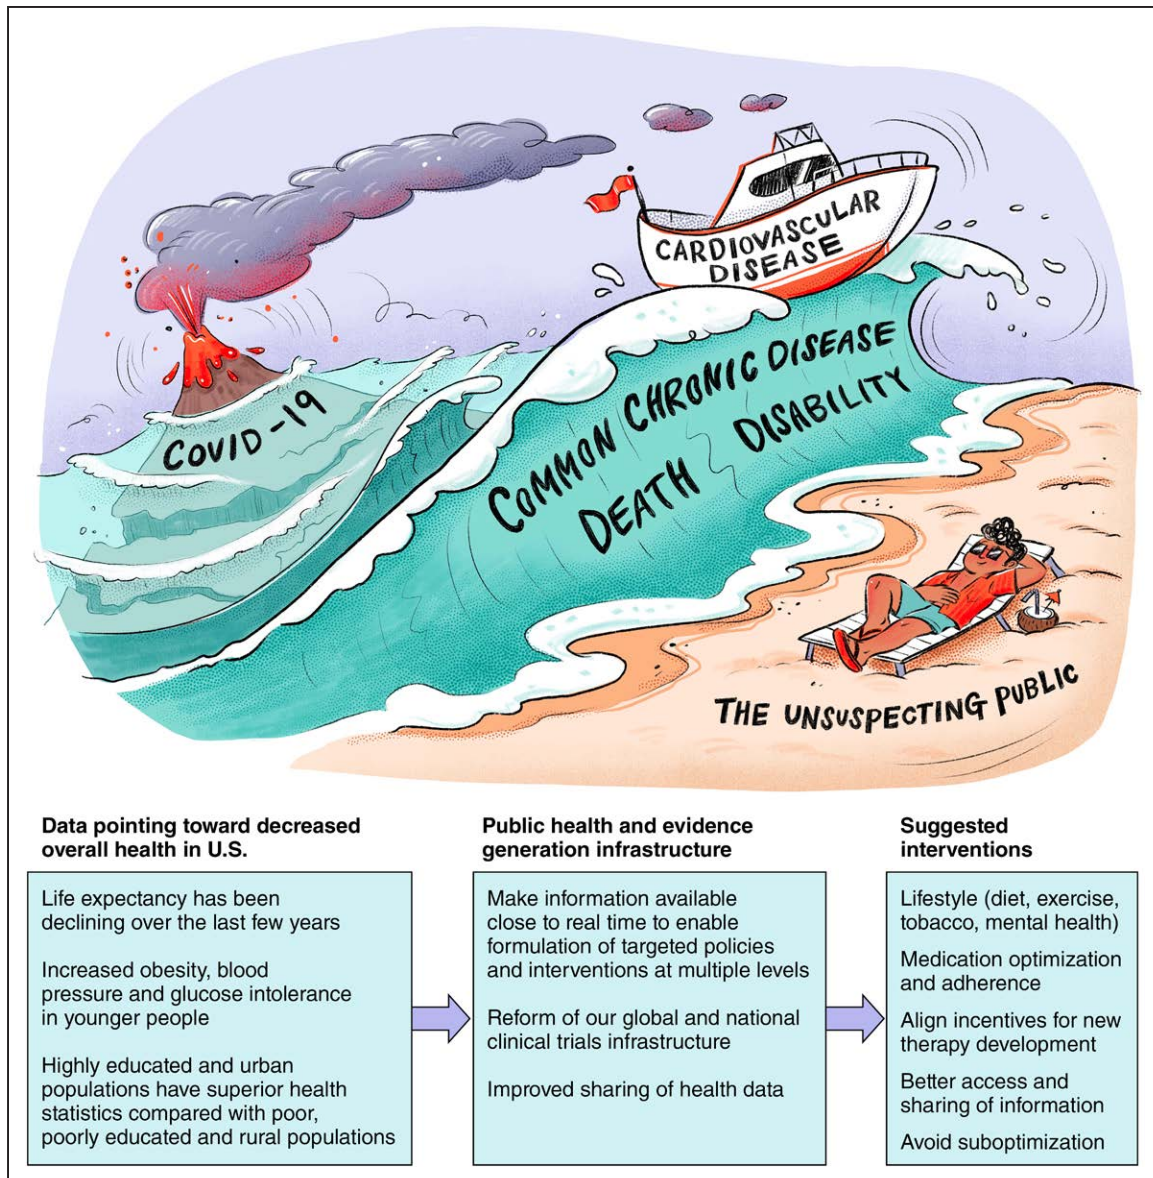 CARDIOVASCULAR
DISEASE
COVID-19
COMMON CHRONIC DISEASE
DEATH DISABILITY
THE UNSUSPECTING PUBLIC
Data pointing toward decreased
overall health in U.S.
Life expectancy has been
declining over the last few years
Increased obesity, blood
pressure and glucose intolerance
in younger people
Highly educated and urban
populations have superior health
statistics compared with poor,
poorly educated and rural populations
Public health and evidence
generation infrastructure
Make information available
close to real time to enable
formulation of targeted policies
and interventions at multiple levels
Reform of our global and national
clinical trials infrastructure
Improved sharing of health data
Suggested
interventions
Lifestyle (diet, exercise,
tobacco, mental health)
Medication optimization
and adherence
Align incentives for new
therapy development
Better access and
sharing of information
Avoid suboptimization